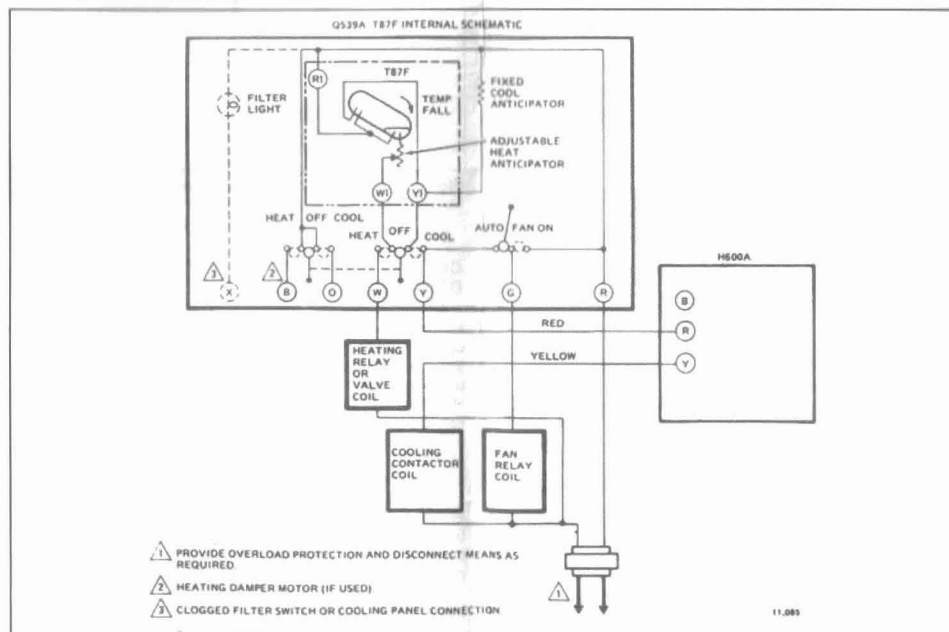 Q539A T87F INTERNAL SCHEMATIC
R1
T87F
FILTER
LIGHT
TEMP
FALL
FIXED
COOL
ANTICIPATOR
ADJUSTABLE
HEAT
ANTICIPATOR
W1
Y1
HEAT OFF COOL
HEAT OFF COOL
AUTO FAN ON
3
X
2
B
O
W
Y
G
R
H600A
B
R
Y
RED
YELLOW
HEATING
RELAY
OR
VALVE
COIL
COOLING
CONTACTOR
COIL
FAN
RELAY
COIL
1
1 PROVIDE OVERLOAD PROTECTION AND DISCONNECT MEANS AS
REQUIRED.
2 HEATING DAMPER MOTOR (IF USED)
3 CLOGGED FILTER SWITCH OR COOLING PANEL CONNECTION
11,085